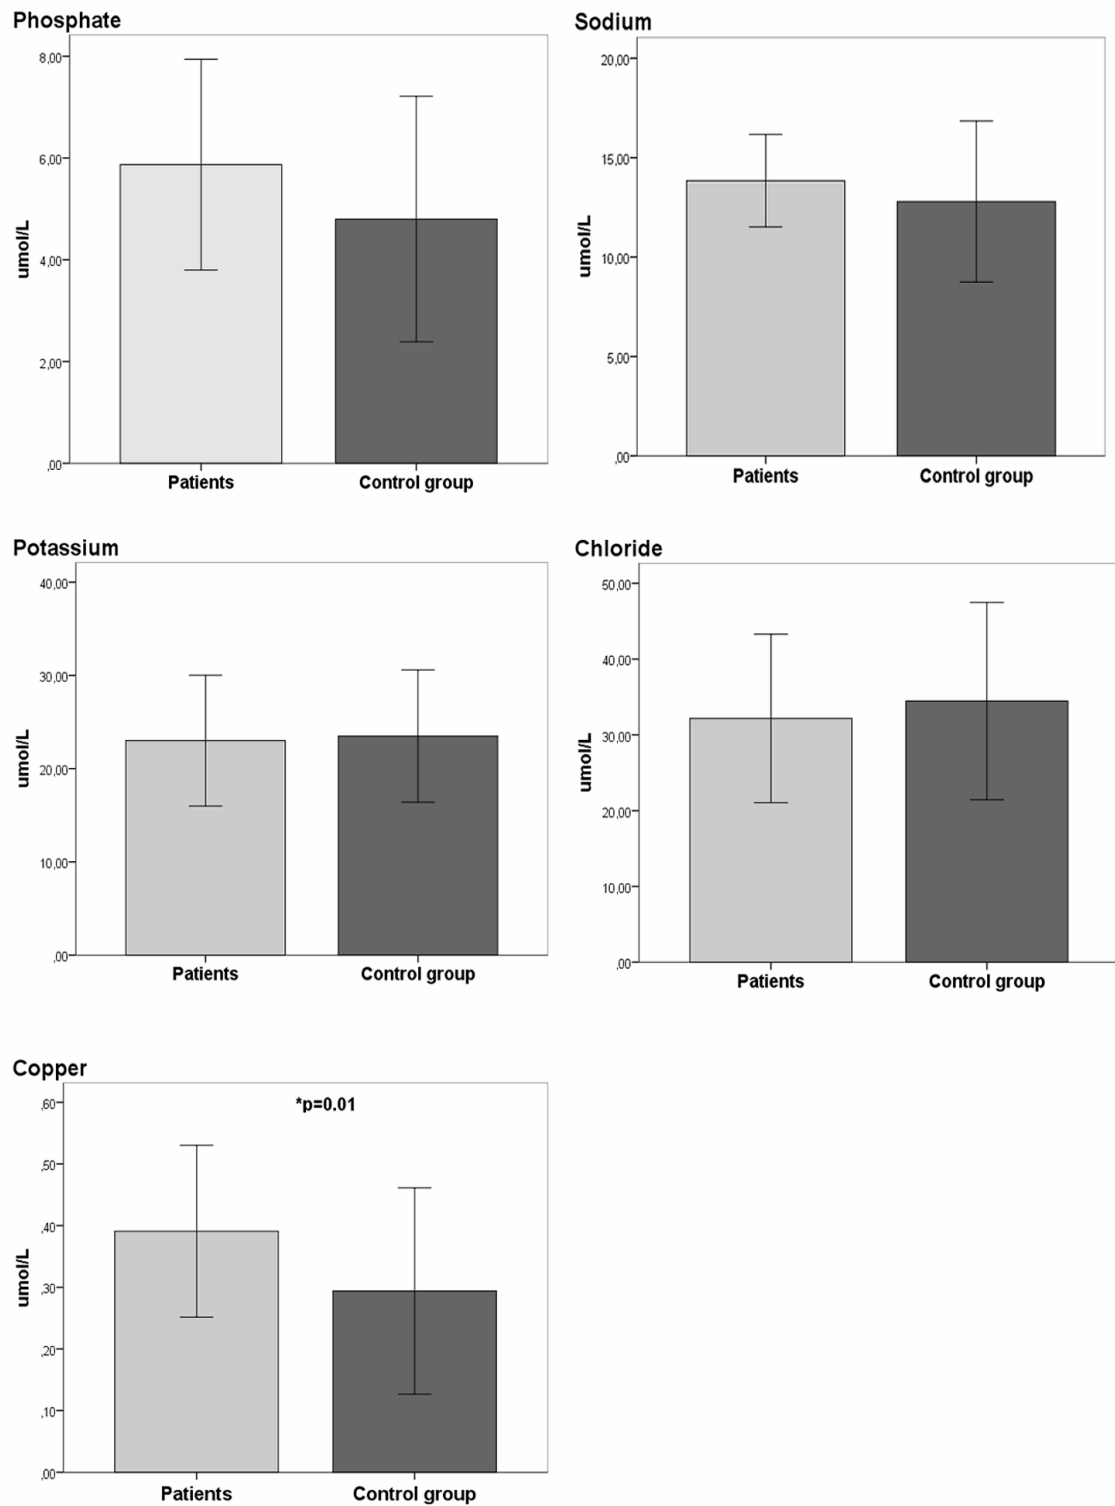 Phosphate
8,00
6,00
4,00
2,00
,00
umol/L
Patients
Control group
Sodium
20,00
15,00
10,00
5,00
,00
umol/L
Patients
Control group
Potassium
40,00
30,00
20,00
10,00
,00
umol/L
Patients
Control group
Chloride
50,00
40,00
30,00
20,00
10,00
,00
umol/L
Patients
Control group
Copper
*p=0.01
,60
,50
,40
,30
,20
,10
,00
umol/L
Patients
Control group